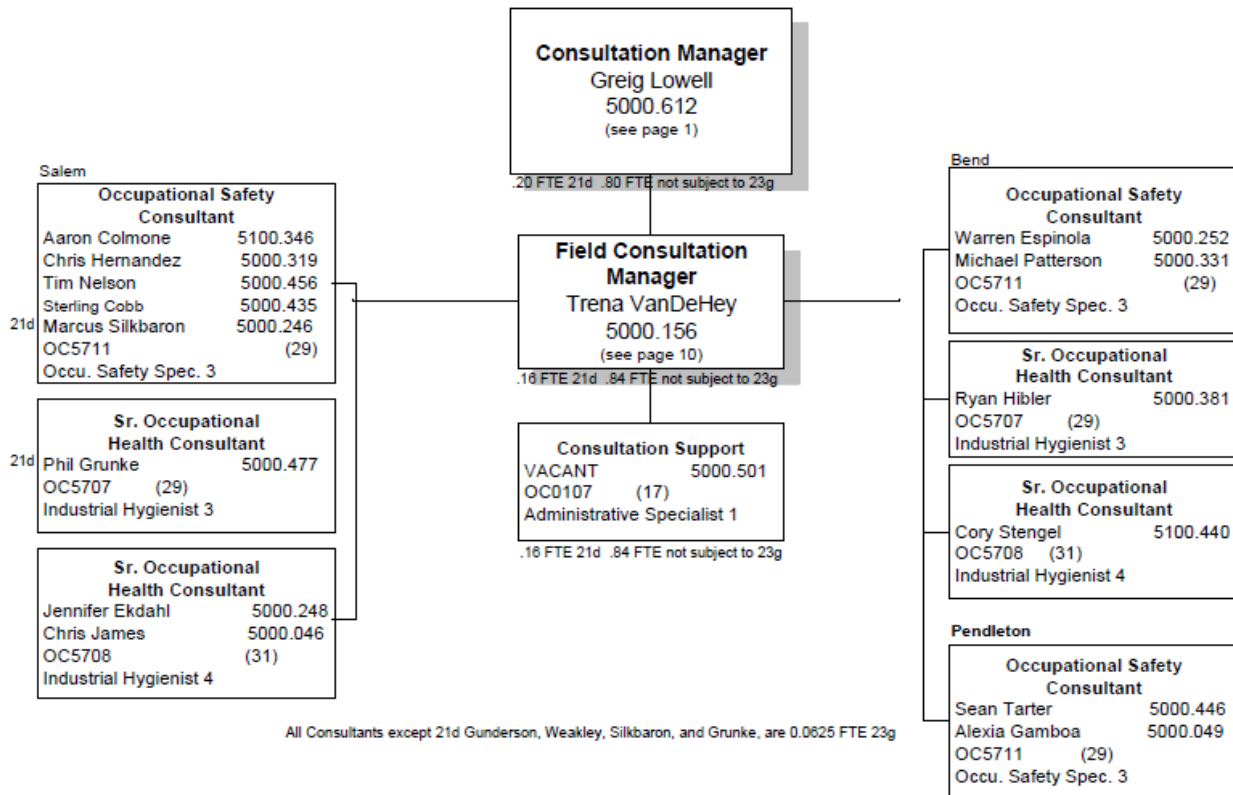 Consultation Manager
Greig Lowell
5000.612
(see page 1)
.20 FTE 21d .80 FTE not subject to 23g
Field Consultation
Manager
Trena VanDeHey
5000.156
(see page 10)
.16 FTE 21d .84 FTE not subject to 23g
Consultation Support
VACANT 5000.501
OC0107 (17)
Administrative Specialist 1
.16 FTE 21d .84 FTE not subject to 23g
Salem
Occupational Safety
Consultant
Aaron Colmone 5100.346
Chris Hernandez 5000.319
Tim Nelson 5000.456
Sterling Cobb 5000.435
21d Marcus Silkbaron 5000.246
OC5711 (29)
Occu. Safety Spec. 3
Sr. Occupational
Health Consultant
21d Phil Grunke 5000.477
OC5707 (29)
Industrial Hygienist 3
Sr. Occupational
Health Consultant
Jennifer Ekdahl 5000.248
Chris James 5000.046
OC5708 (31)
Industrial Hygienist 4
Bend
Occupational Safety
Consultant
Warren Espinola 5000.252
Michael Patterson 5000.331
OC5711 (29)
Occu. Safety Spec. 3
Sr. Occupational
Health Consultant
Ryan Hibler 5000.381
OC5707 (29)
Industrial Hygienist 3
Sr. Occupational
Health Consultant
Cory Stengel 5100.440
OC5708 (31)
Industrial Hygienist 4
Pendleton
Occupational Safety
Consultant
Sean Tarter 5000.446
Alexia Gamboa 5000.049
OC5711 (29)
Occu. Safety Spec. 3
All Consultants except 21d Gunderson, Weakley, Silkbaron, and Grunke, are 0.0625 FTE 23g